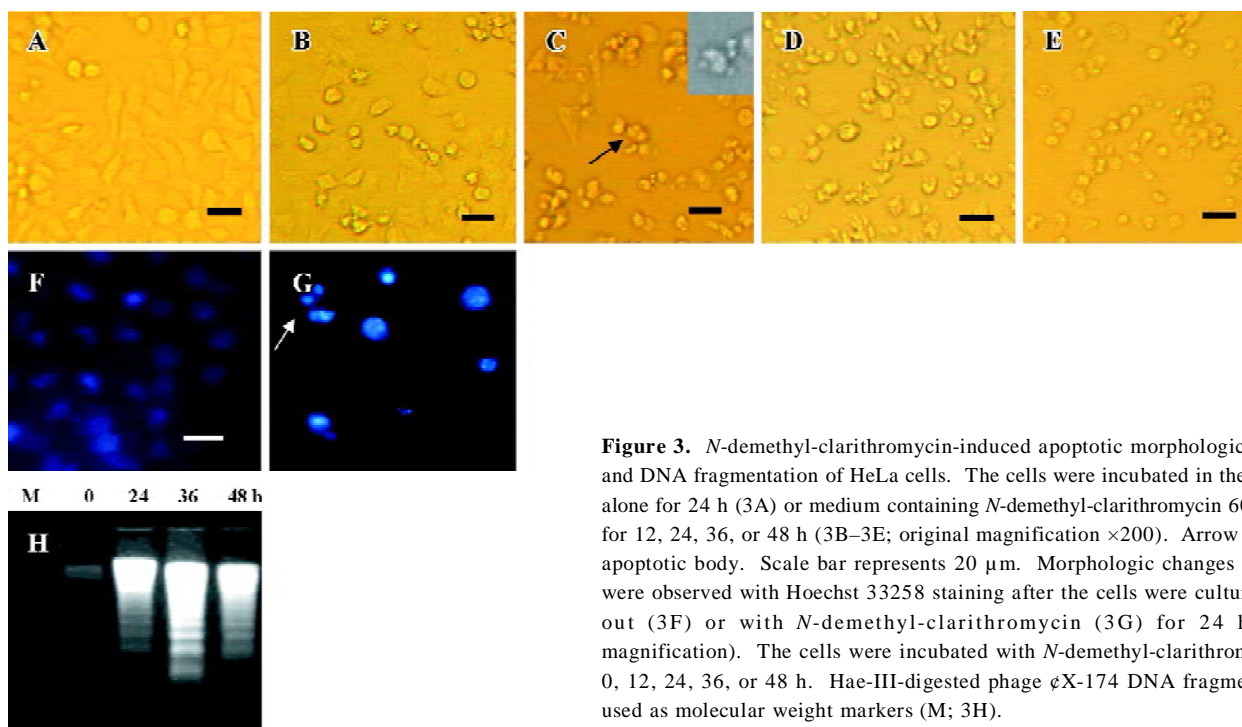 A
B
C
D
E
F
G
M 0 24 36 48 h
H
Figure 3. N-demethyl-clarithromycin-induced apoptotic morphologic
and DNA fragmentation of HeLa cells. The cells were incubated in the
alone for 24 h (3A) or medium containing N-demethyl-clarithromycin 60
for 12, 24, 36, or 48 h (3B–3E; original magnification ×200). Arrow
apoptotic body. Scale bar represents 20 µm. Morphologic changes
were observed with Hoechst 33258 staining after the cells were cultur
out (3F) or with N-demethyl-clarithromycin (3G) for 24 h
magnification). The cells were incubated with N-demethyl-clarithrom
0, 12, 24, 36, or 48 h. Hae-III-digested phage ¢X-174 DNA fragme
used as molecular weight markers (M; 3H).